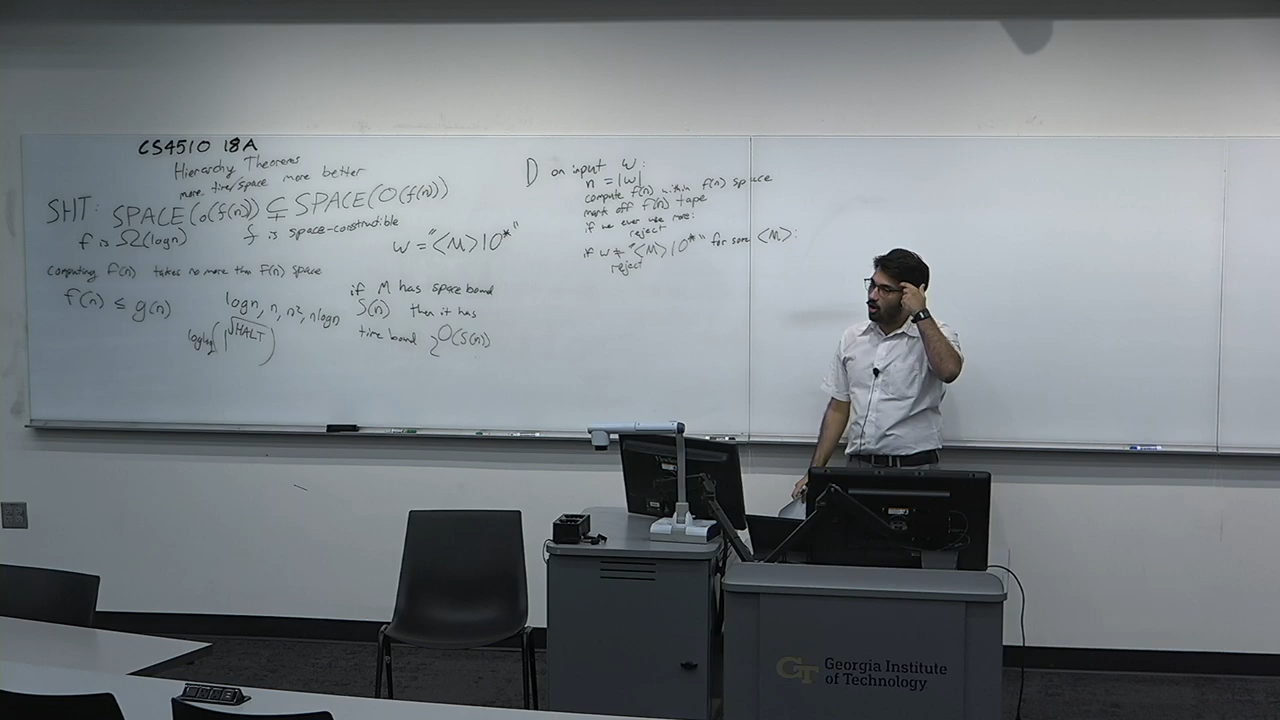 CS4510 18A
Hierarchy Theorems
more time/space more better
SHT: SPACE(o(f(n)) ⊊ SPACE(O(f(n))
f is Ω(logn) f is space-constructible
w = "<M>10*"
computing f(n) takes no more than f(n) space
f(n) ≤ g(n)
logn, n, n², nlogn
if M has space bound
S(n) then it has
time bound 2^O(S(n))
D on input w:
n = |w|
compute f(n) within f(n) space
mark off f(n) tape
if we ever use more:
reject
if w ≠ "<M>10*" for some <M>:
reject
GT Georgia Institute
of Technology